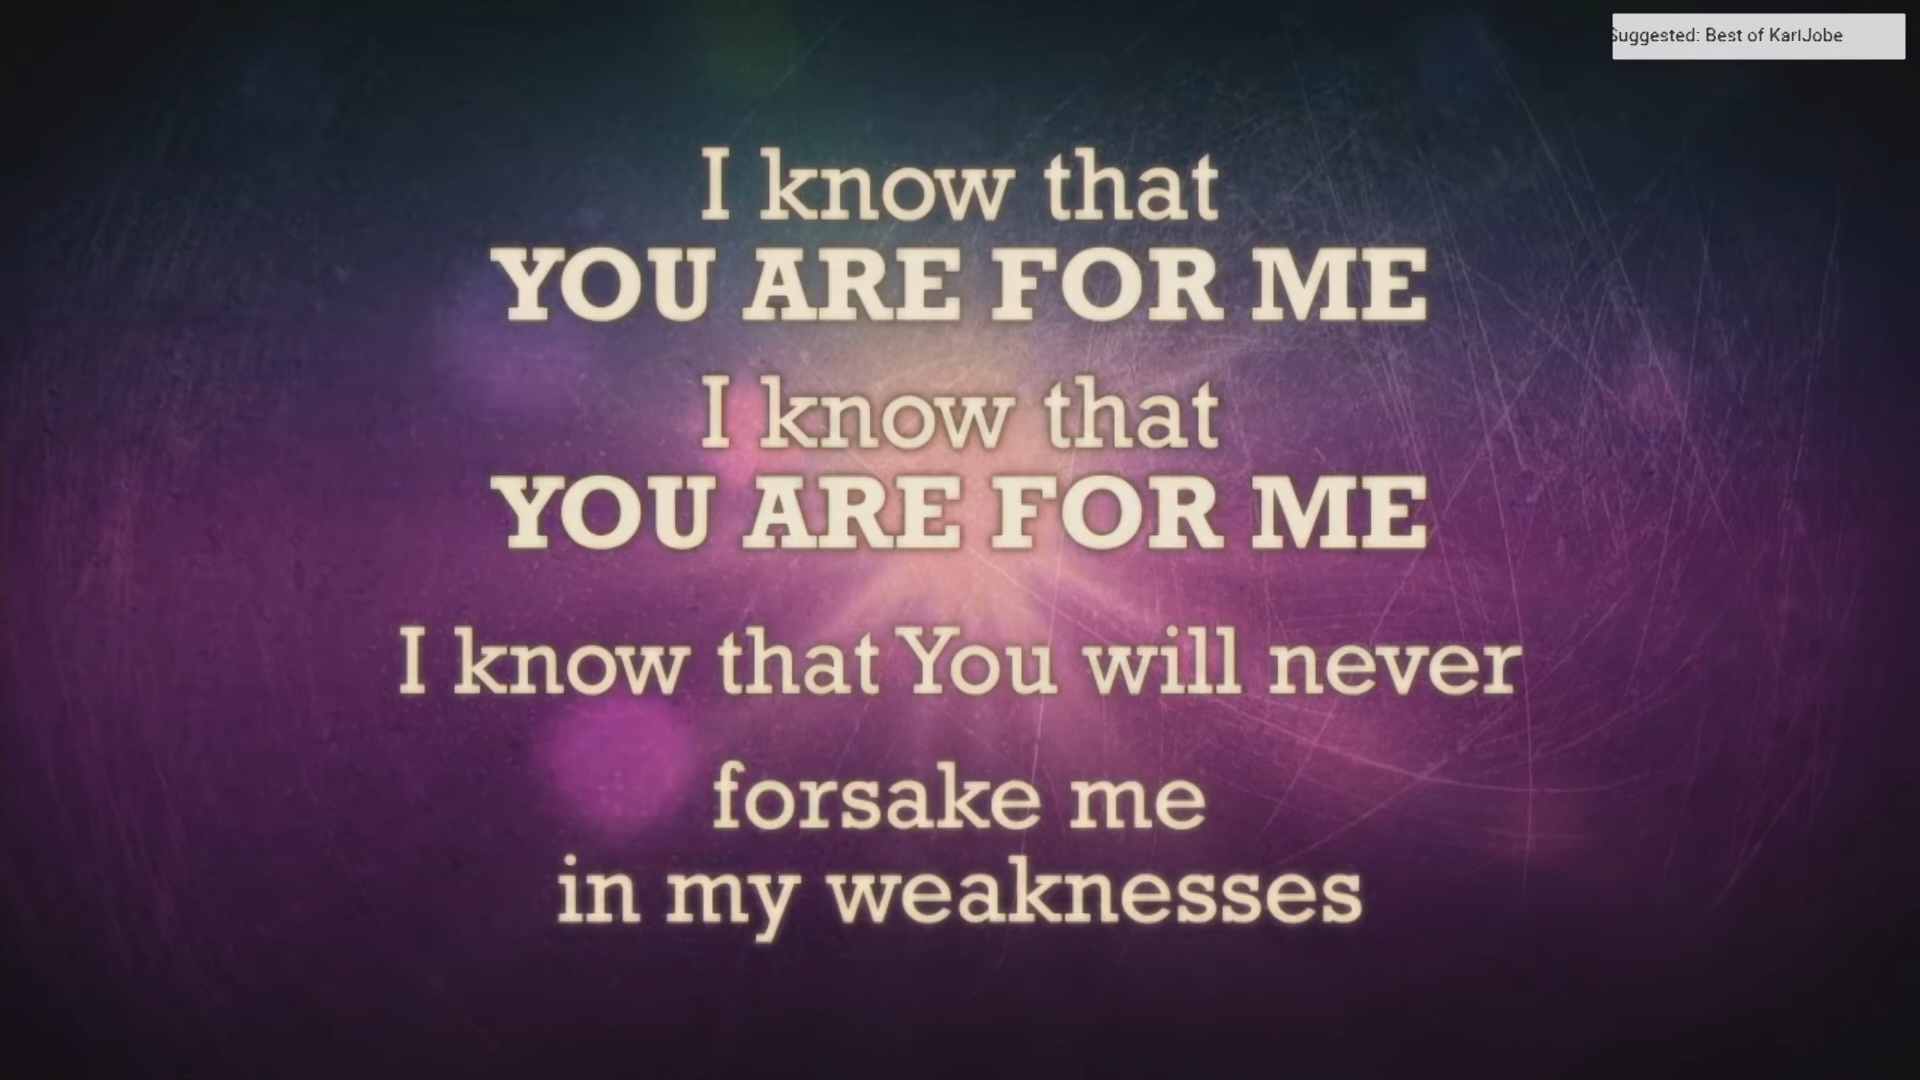 Suggested: Best of KariJobe
I know that
YOU ARE FOR ME
I know that
YOU ARE FOR ME
I know that You will never
forsake me
in my weaknesses